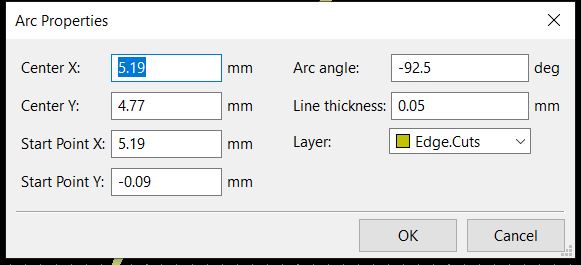 Arc Properties
Center X: 5.19 mm Arc angle: -92.5 deg
Center Y: 4.77 mm Line thickness: 0.05 mm
Start Point X: 5.19 mm Layer: Edge.Cuts
Start Point Y: -0.09 mm
OK Cancel